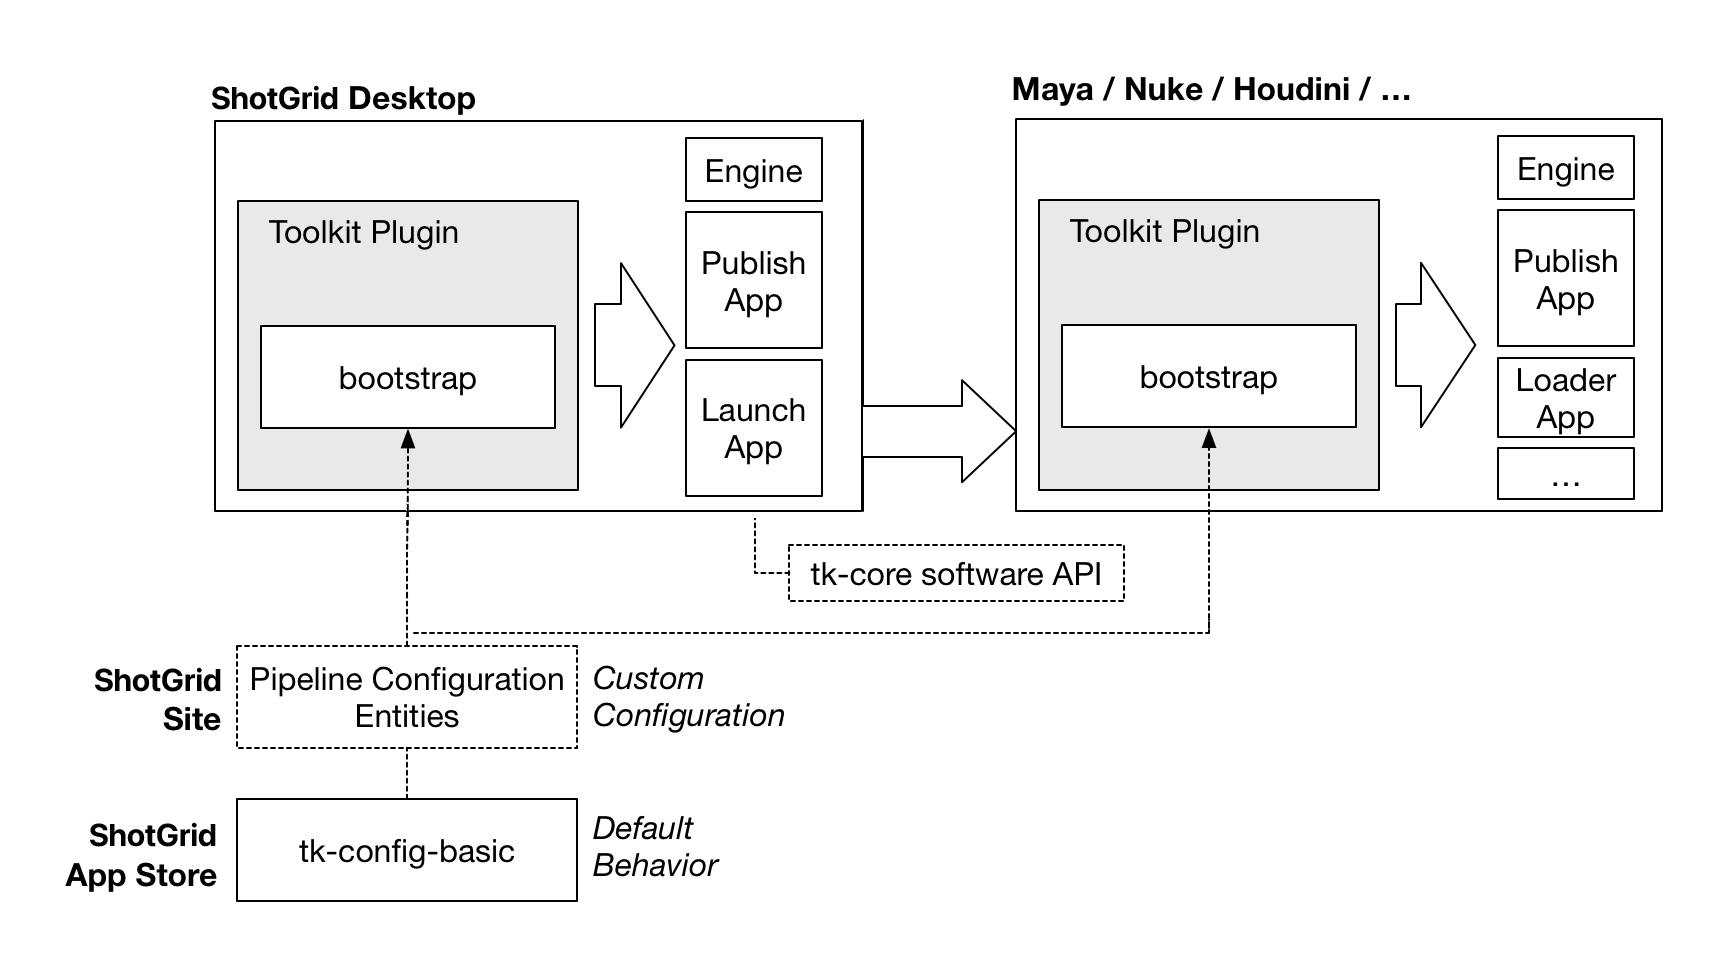 ShotGrid Desktop
Toolkit Plugin
bootstrap
Engine
Publish
App
Launch
App
Maya / Nuke / Houdini / ...
Toolkit Plugin
bootstrap
Engine
Publish
App
Loader
App
...
tk-core software API
ShotGrid
Site
Pipeline Configuration
Entities
Custom
Configuration
ShotGrid
App Store
tk-config-basic
Default
Behavior